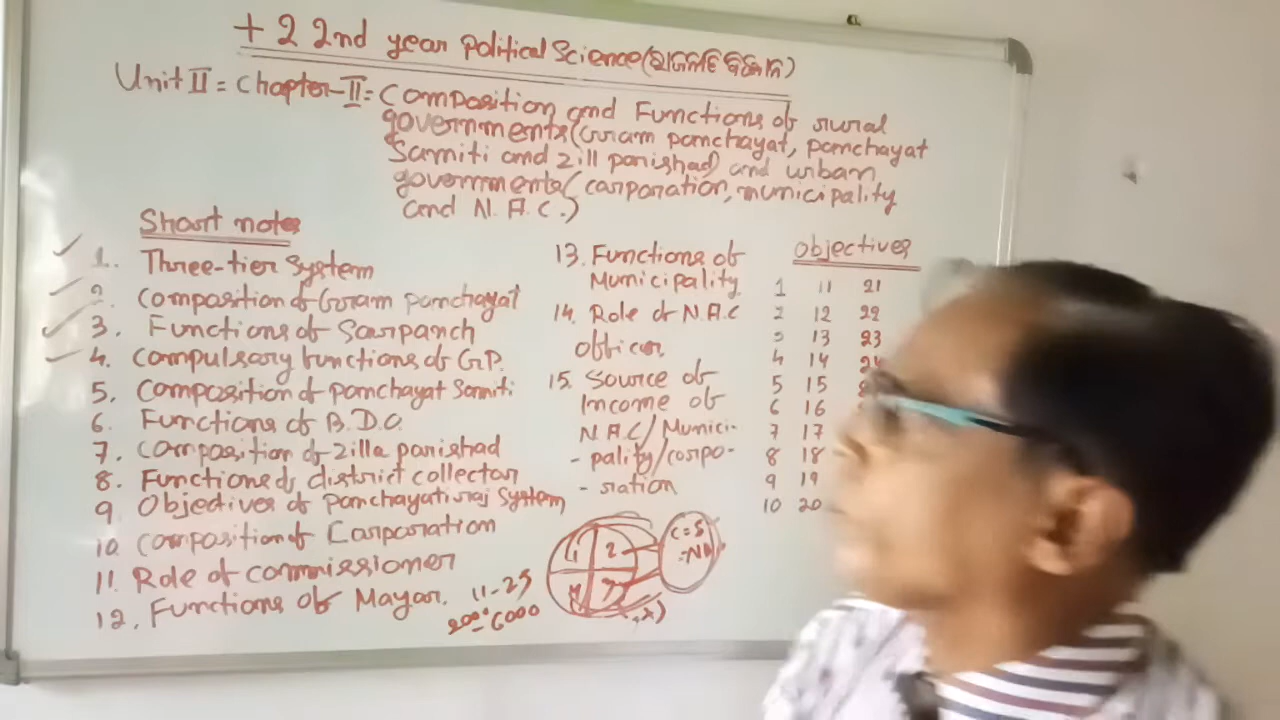 + 2 2nd year Political Science (ରାଜନୀତି ବିଜ୍ଞାନ)
Unit II = Chapter-II = Composition and Functions of rural
governments (Gram panchayat, panchayat
Samiti and zill parishad) and urban
governments (corporation, municipality
and N.A.C.)
Short notes
1. Three-tier System
2. Composition of Gram panchayat
3. Functions of Sarpanch
4. Compulsory functions of G.P.
5. Composition of panchayat Samiti
6. Functions of B.D.O.
7. Composition of zilla parishad
8. Functions of district collector
9 Objectives of panchayatiraj system
10 Composition of Corporation
11. Role of commissioner
12. Functions of Mayor.
11-25
6000
1 2
C = S
13. Functions of
Municipality
14. Role of N.A.C
officer
15. Source of
Income of
N.A.C/Munici-
- pality/corpo-
- ration
Objectives
1 11 21
2 12 22
3 13 23
4 14
5 15
6 16
7 17
8 18
9 19
10 20